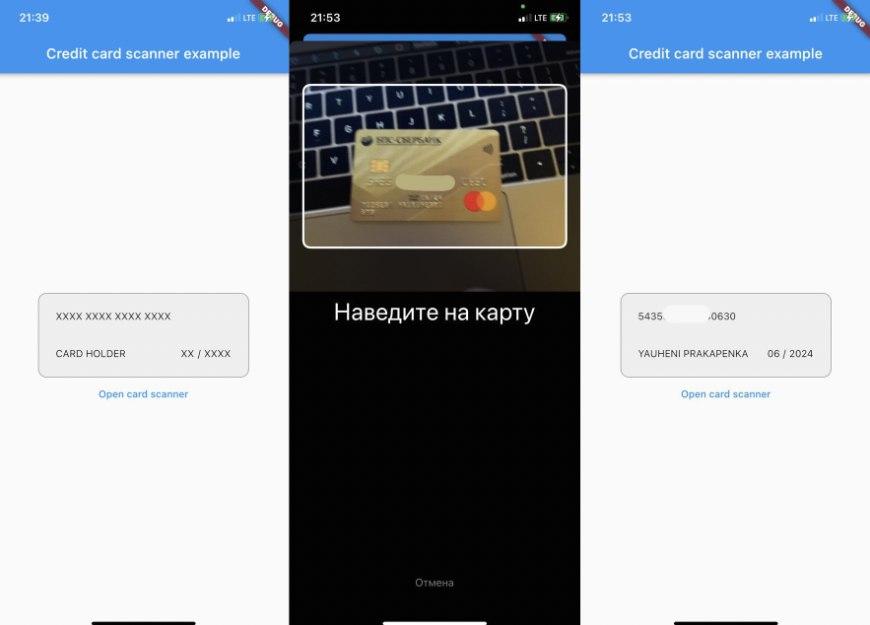 21:39
LTE
DEBUG
Credit card scanner example
XXXX XXXX XXXX XXXX
CARD HOLDER
XX / XXXX
Open card scanner
21:53
LTE
БПС-СБЕРБАНК
Наведите на карту
Отмена
21:53
LTE
DEBUG
Credit card scanner example
5435 0630
YAUHENI PRAKAPENKA
06 / 2024
Open card scanner